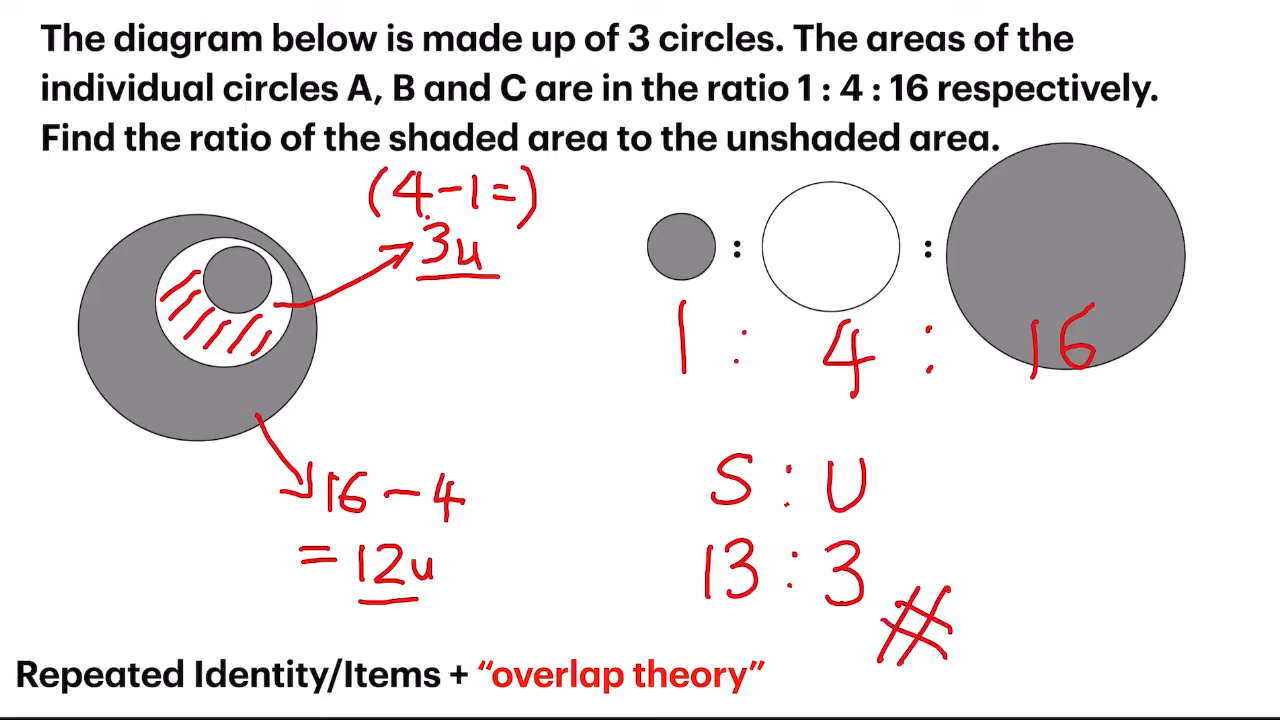 The diagram below is made up of 3 circles. The areas of the
individual circles A, B and C are in the ratio 1 : 4 : 16 respectively.
Find the ratio of the shaded area to the unshaded area.
(4-1=)
3u
: :
1 : 4 : 16
16 - 4
= 12u
S : U
13 : 3 #
Repeated Identity/Items + “overlap theory”